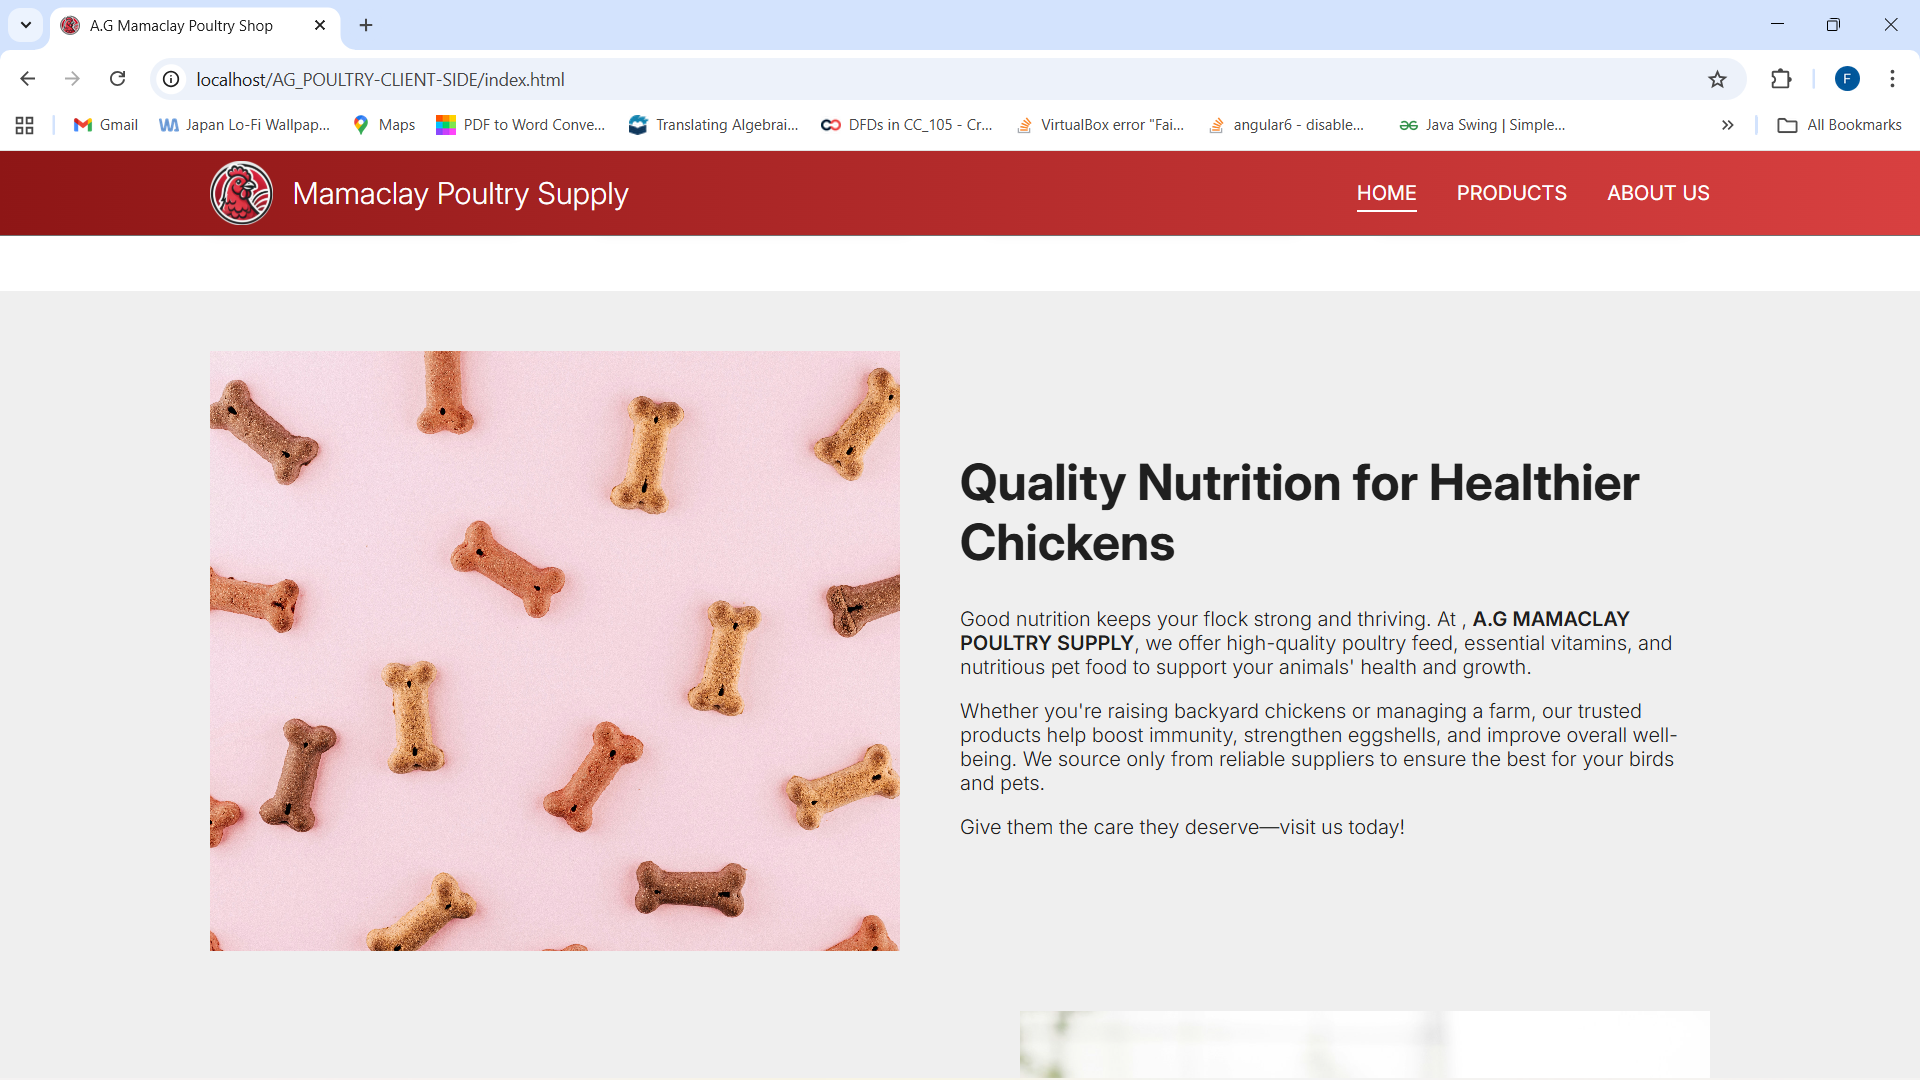 A.G Mamaclay Poultry Shop
localhost/AG_POULTRY-CLIENT-SIDE/index.html
F
Gmail
Japan Lo-Fi Wallpap...
Maps
PDF to Word Conve...
Translating Algebrai...
DFDs in CC_105 - Cr...
VirtualBox error "Fai...
angular6 - disable...
Java Swing | Simple...
All Bookmarks
Mamaclay Poultry Supply
HOME
PRODUCTS
ABOUT US
Quality Nutrition for Healthier
Chickens
Good nutrition keeps your flock strong and thriving. At , A.G MAMACLAY
POULTRY SUPPLY, we offer high-quality poultry feed, essential vitamins, and
nutritious pet food to support your animals' health and growth.
Whether you're raising backyard chickens or managing a farm, our trusted
products help boost immunity, strengthen eggshells, and improve overall well-
being. We source only from reliable suppliers to ensure the best for your birds
and pets.
Give them the care they deserve—visit us today!